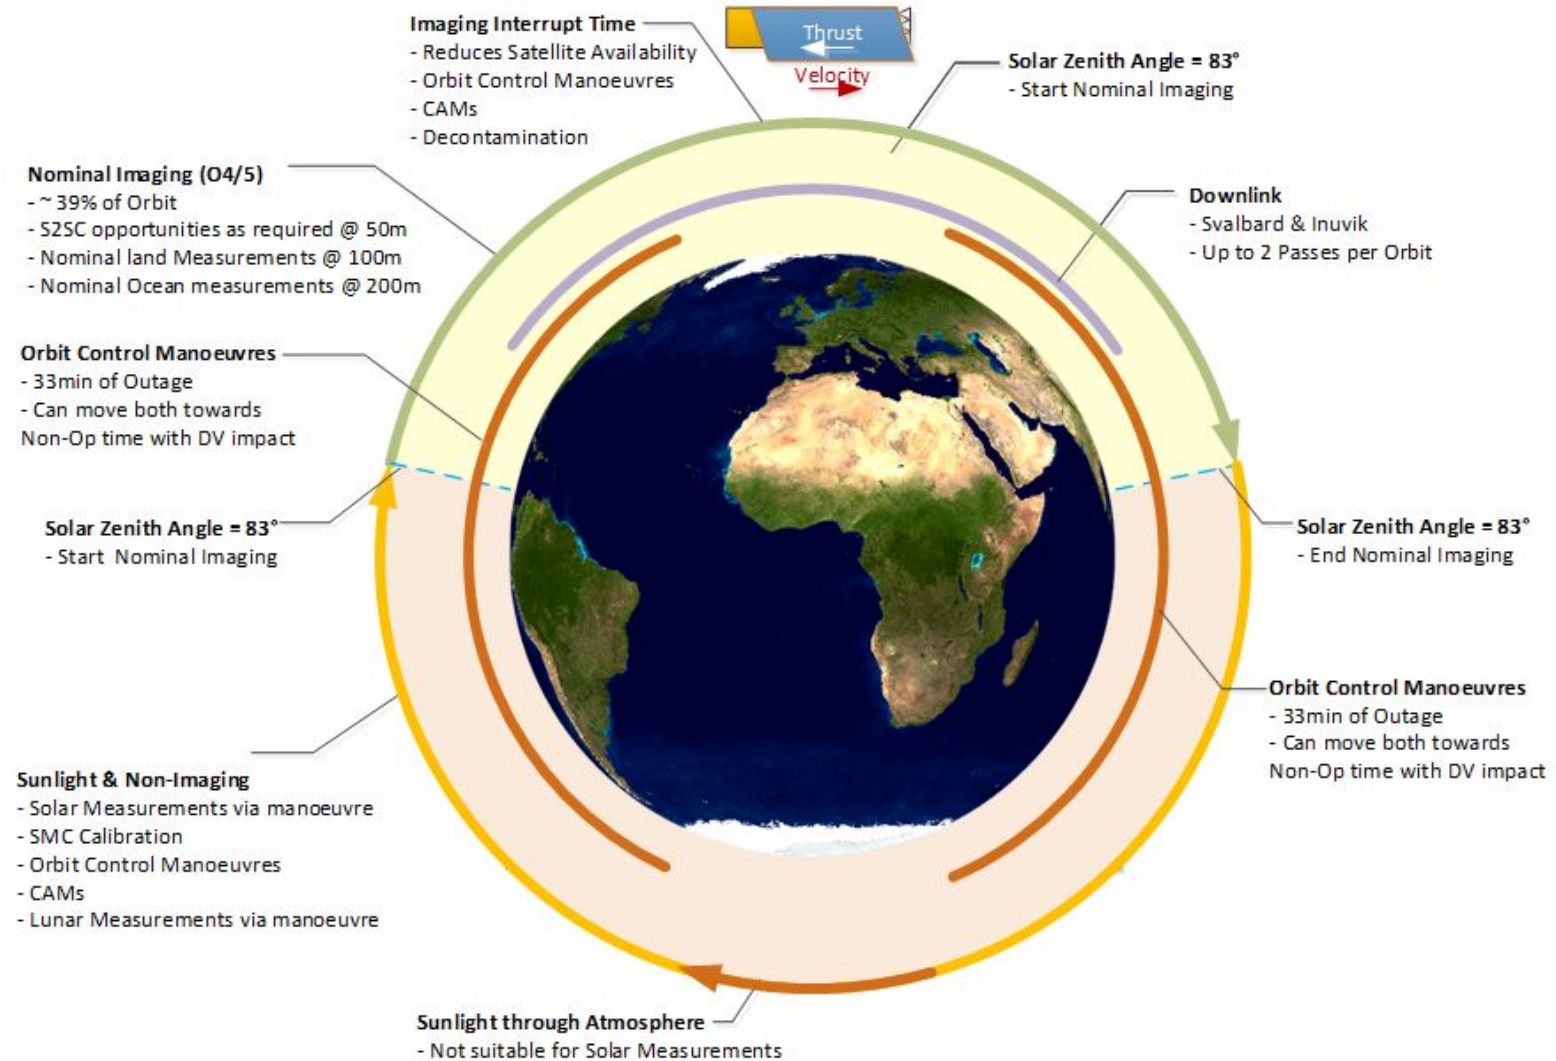 Imaging Interrupt Time
- Reduces Satellite Availability
- Orbit Control Manoeuvres
- CAMs
- Decontamination
Thrust
Velocity
Solar Zenith Angle = 83°
- Start Nominal Imaging
Nominal Imaging (O4/5)
- ~ 39% of Orbit
- S2SC opportunities as required @ 50m
- Nominal land Measurements @ 100m
- Nominal Ocean measurements @ 200m
Downlink
- Svalbard & Inuvik
- Up to 2 Passes per Orbit
Orbit Control Manoeuvres
- 33min of Outage
- Can move both towards
Non-Op time with DV impact
Solar Zenith Angle = 83°
- Start Nominal Imaging
Solar Zenith Angle = 83°
- End Nominal Imaging
Orbit Control Manoeuvres
- 33min of Outage
- Can move both towards
Non-Op time with DV impact
Sunlight & Non-Imaging
- Solar Measurements via manoeuvre
- SMC Calibration
- Orbit Control Manoeuvres
- CAMs
- Lunar Measurements via manoeuvre
Sunlight through Atmosphere
- Not suitable for Solar Measurements